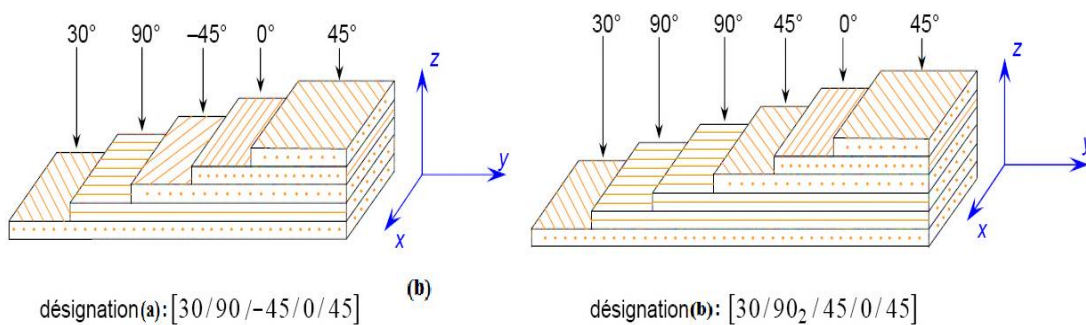 30° 90° –45° 0° 45°
z
y
x
30° 90° 90° 45° 0° 45°
z
y
x
(b)
désignation(a): [30/90/–45/0/45]
désignation(b): [30/90₂/45/0/45]